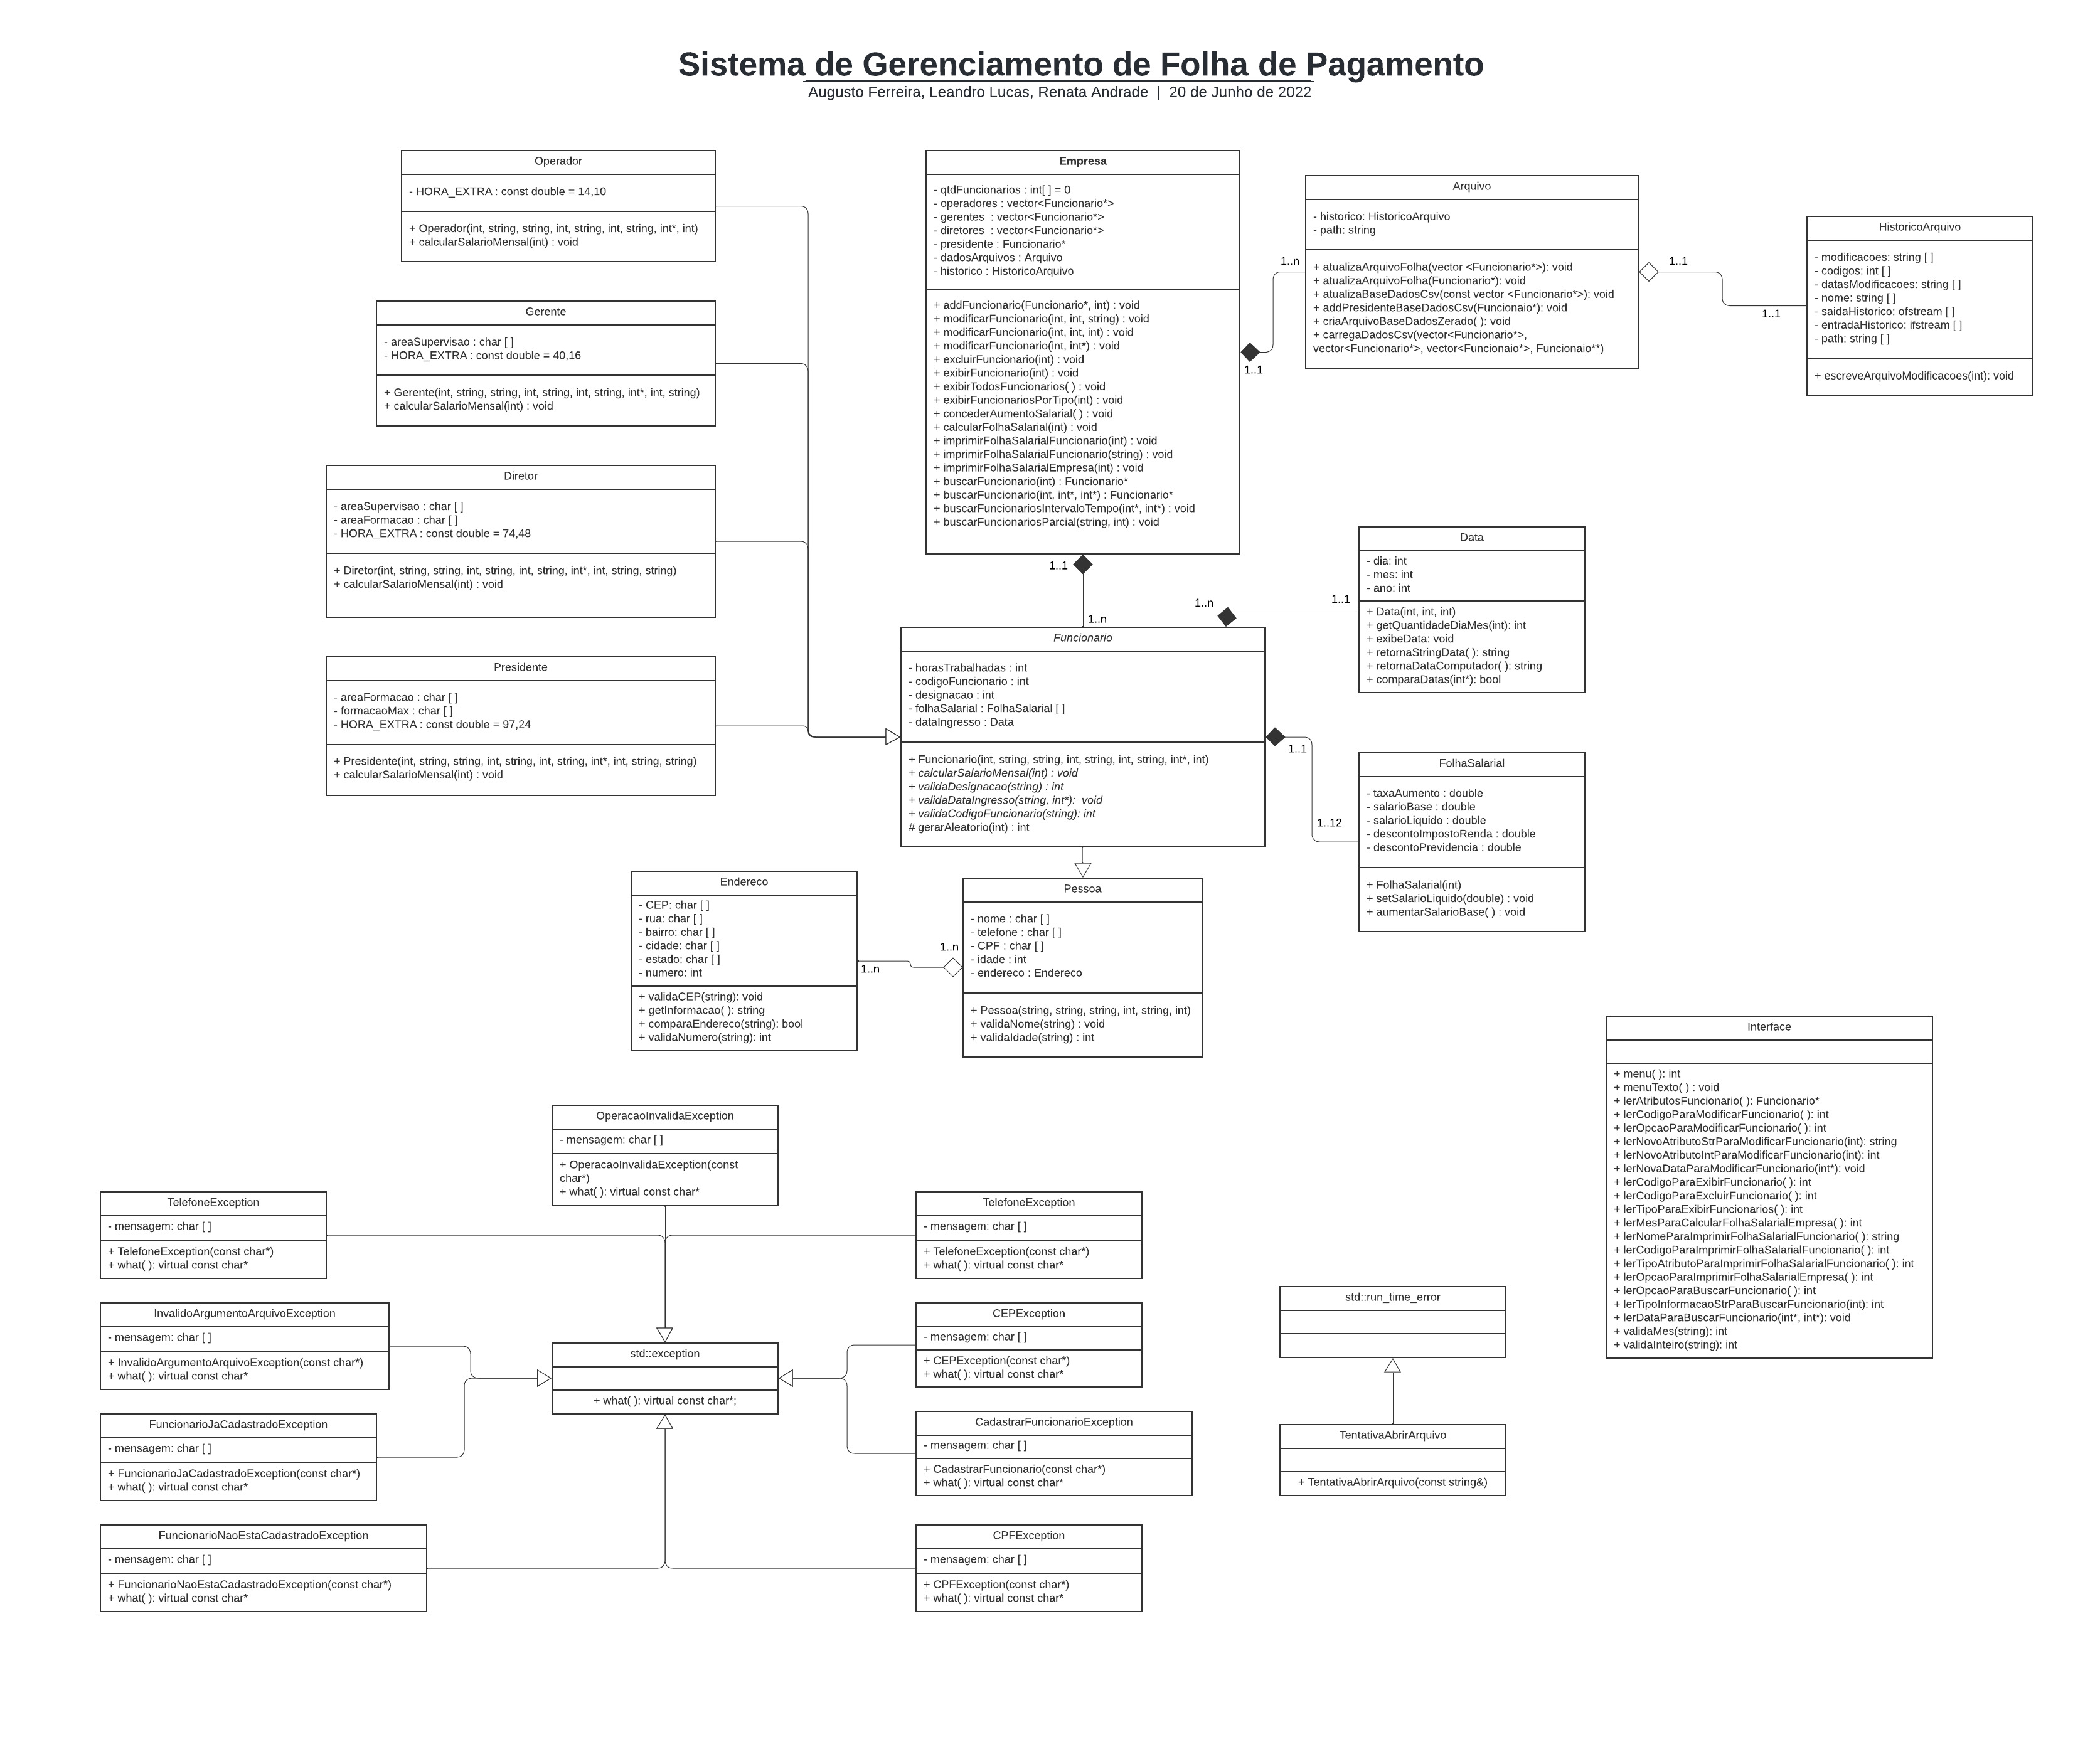 Sistema de Gerenciamento de Folha de Pagamento
Augusto Ferreira, Leandro Lucas, Renata Andrade | 20 de Junho de 2022
Operador
- HORA_EXTRA : const double = 14,10
+ Operador(int, string, string, int, string, int, string, int*, int)
+ calcularSalarioMensal(int) : void
Gerente
- areaSupervisao : char [ ]
- HORA_EXTRA : const double = 40,16
+ Gerente(int, string, string, int, string, int, string, int*, int, string)
+ calcularSalarioMensal(int) : void
Diretor
- areaSupervisao : char [ ]
- areaFormacao : char [ ]
- HORA_EXTRA : const double = 74,48
+ Diretor(int, string, string, int, string, int, string, int*, int, string, string)
+ calcularSalarioMensal(int) : void
Presidente
- areaFormacao : char [ ]
- formacaoMax : char [ ]
- HORA_EXTRA : const double = 97,24
+ Presidente(int, string, string, int, string, int, string, int*, int, string, string)
+ calcularSalarioMensal(int) : void
Empresa
- qtdFuncionarios : int[ ] = 0
- operadores : vector<Funcionario*>
- gerentes : vector<Funcionario*>
- diretores : vector<Funcionario*>
- presidente : Funcionario*
- dadosArquivos : Arquivo
- historico : HistoricoArquivo
+ addFuncionario(Funcionario*, int) : void
+ modificarFuncionario(int, int, string) : void
+ modificarFuncionario(int, int, int) : void
+ modificarFuncionario(int, int*) : void
+ excluirFuncionario(int) : void
+ exibirFuncionario(int) : void
+ exibirTodosFuncionarios( ) : void
+ exibirFuncionariosPorTipo(int) : void
+ concederAumentoSalarial( ) : void
+ calcularFolhaSalarial(int) : void
+ imprimirFolhaSalarialFuncionario(int) : void
+ imprimirFolhaSalarialFuncionario(string) : void
+ imprimirFolhaSalarialEmpresa(int) : void
+ buscarFuncionario(int) : Funcionario*
+ buscarFuncionario(int, int*, int*) : Funcionario*
+ buscarFuncionariosIntervaloTempo(int*, int*) : void
+ buscarFuncionariosParcial(string, int) : void
1..n
1..1
Arquivo
- historico: HistoricoArquivo
- path: string
+ atualizaArquivoFolha(vector <Funcionario*>): void
+ atualizaArquivoFolha(Funcionario*): void
+ atualizaBaseDadosCsv(const vector <Funcionario*>): void
+ addPresidenteBaseDadosCsv(Funcionaio*): void
+ criaArquivoBaseDadosZerado( ): void
+ carregaDadosCsv(vector<Funcionario*>,
vector<Funcionario*>, vector<Funcionaio*>, Funcionaio**)
1..1
1..1
HistoricoArquivo
- modificacoes: string [ ]
- codigos: int [ ]
- datasModificacoes: string [ ]
- nome: string [ ]
- saidaHistorico: ofstream [ ]
- entradaHistorico: ifstream [ ]
- path: string [ ]
+ escreveArquivoModificacoes(int): void
1..1
1..n
1..n
1..1
Data
- dia: int
- mes: int
- ano: int
+ Data(int, int, int)
+ getQuantidadeDiaMes(int): int
+ exibeData: void
+ retornaStringData( ): string
+ retornaDataComputador( ): string
+ comparaDatas(int*): bool
Funcionario
- horasTrabalhadas : int
- codigoFuncionario : int
- designacao : int
- folhaSalarial : FolhaSalarial [ ]
- dataIngresso : Data
+ Funcionario(int, string, string, int, string, int, string, int*, int)
+ calcularSalarioMensal(int) : void
+ validaDesignacao(string) : int
+ validaDataIngresso(string, int*): void
+ validaCodigoFuncionario(string): int
# gerarAleatorio(int) : int
1..1
1..12
FolhaSalarial
- taxaAumento : double
- salarioBase : double
- salarioLiquido : double
- descontoImpostoRenda : double
- descontoPrevidencia : double
+ FolhaSalarial(int)
+ setSalarioLiquido(double) : void
+ aumentarSalarioBase( ) : void
Endereco
- CEP: char [ ]
- rua: char [ ]
- bairro: char [ ]
- cidade: char [ ]
- estado: char [ ]
- numero: int
+ validaCEP(string): void
+ getInformacao( ): string
+ comparaEndereco(string): bool
+ validaNumero(string): int
1..n
1..n
Pessoa
- nome : char [ ]
- telefone : char [ ]
- CPF : char [ ]
- idade : int
- endereco : Endereco
+ Pessoa(string, string, string, int, string, int)
+ validaNome(string) : void
+ validaIdade(string) : int
Interface
+ menu( ): int
+ menuTexto( ) : void
+ lerAtributosFuncionario( ): Funcionario*
+ lerCodigoParaModificarFuncionario( ): int
+ lerOpcaoParaModificarFuncionario( ): int
+ lerNovoAtributoStrParaModificarFuncionario(int): string
+ lerNovoAtributoIntParaModificarFuncionario(int): int
+ lerNovaDataParaModificarFuncionario(int*): void
+ lerCodigoParaExibirFuncionario( ): int
+ lerCodigoParaExcluirFuncionario( ): int
+ lerTipoParaExibirFuncionarios( ): int
+ lerMesParaCalcularFolhaSalarialEmpresa( ): int
+ lerNomeParaImprimirFolhaSalarialFuncionario( ): string
+ lerCodigoParaImprimirFolhaSalarialFuncionario( ): int
+ lerTipoAtributoParaImprimirFolhaSalarialFuncionario( ): int
+ lerOpcaoParaImprimirFolhaSalarialEmpresa( ): int
+ lerOpcaoParaBuscarFuncionario( ): int
+ lerTipoInformacaoStrParaBuscarFuncionario(int): int
+ lerDataParaBuscarFuncionario(int*, int*): void
+ validaMes(string): int
+ validaInteiro(string): int
OperacaoInvalidaException
- mensagem: char [ ]
+ OperacaoInvalidaException(const
char*)
+ what( ): virtual const char*
TelefoneException
- mensagem: char [ ]
+ TelefoneException(const char*)
+ what( ): virtual const char*
TelefoneException
- mensagem: char [ ]
+ TelefoneException(const char*)
+ what( ): virtual const char*
InvalidoArgumentoArquivoException
- mensagem: char [ ]
+ InvalidoArgumentoArquivoException(const char*)
+ what( ): virtual const char*
std::exception
+ what( ): virtual const char*;
CEPException
- mensagem: char [ ]
+ CEPException(const char*)
+ what( ): virtual const char*
std::run_time_error
FuncionarioJaCadastradoException
- mensagem: char [ ]
+ FuncionarioJaCadastradoException(const char*)
+ what( ): virtual const char*
CadastrarFuncionarioException
- mensagem: char [ ]
+ CadastrarFuncionario(const char*)
+ what( ): virtual const char*
TentativaAbrirArquivo
+ TentativaAbrirArquivo(const string&)
FuncionarioNaoEstaCadastradoException
- mensagem: char [ ]
+ FuncionarioNaoEstaCadastradoException(const char*)
+ what( ): virtual const char*
CPFException
- mensagem: char [ ]
+ CPFException(const char*)
+ what( ): virtual const char*